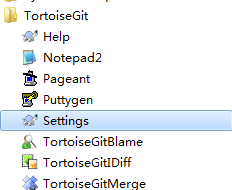 TortoiseGit
Help
Notepad2
Pageant
Puttygen
Settings
TortoiseGitBlame
TortoiseGitIDiff
TortoiseGitMerge